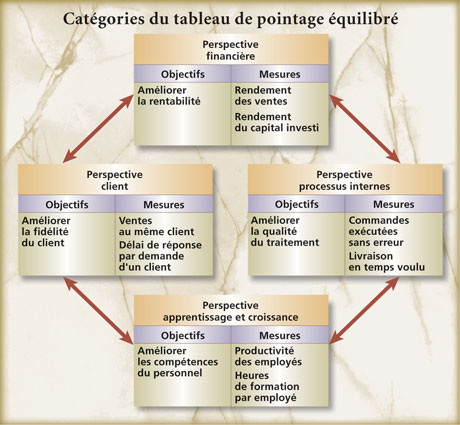 Catégories du tableau de pointage équilibré
Perspective
financière
Objectifs
Mesures
Améliorer
la rentabilité
Rendement
des ventes
Rendement
du capital investi
Perspective
client
Objectifs
Mesures
Améliorer
la fidélité
du client
Ventes
au même client
Délai de réponse
par demande
d'un client
Perspective
processus internes
Objectifs
Mesures
Améliorer
la qualité
du traitement
Commandes
exécutées
sans erreur
Livraison
en temps voulu
Perspective
apprentissage et croissance
Objectifs
Mesures
Améliorer
les compétences
du personnel
Productivité
des employés
Heures
de formation
par employé